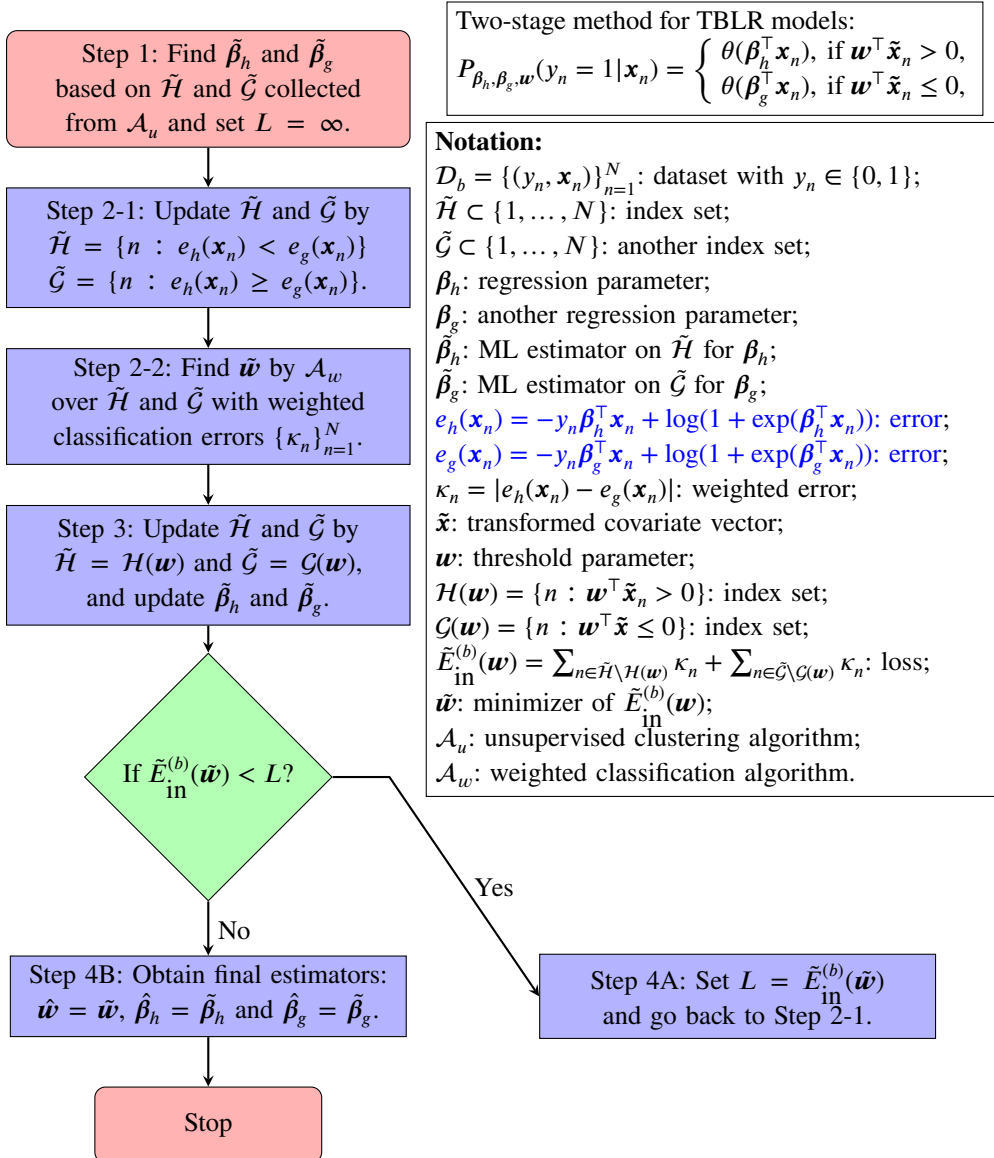 Step 1: Find β̃_h and β̃_g
based on H̃ and G̃ collected
from 𝒜_u and set L = ∞.
Step 2-1: Update H̃ and G̃ by
H̃ = {n : e_h(x_n) < e_g(x_n)}
G̃ = {n : e_h(x_n) ≥ e_g(x_n)}.
Step 2-2: Find w̃ by 𝒜_w
over H̃ and G̃ with weighted
classification errors {κ_n}_{n=1}^N.
Step 3: Update H̃ and G̃ by
H̃ = H(w) and G̃ = G(w),
and update β̃_h and β̃_g.
If Ẽ_in^(b)(w̃) < L?
No
Yes
Step 4B: Obtain final estimators:
ŵ = w̃, β̂_h = β̃_h and β̂_g = β̃_g.
Step 4A: Set L = Ẽ_in^(b)(w̃)
and go back to Step 2-1.
Stop
Two-stage method for TBLR models:
P_{β_h,β_g,w}(y_n = 1|x_n) = { θ(β_h^⊤ x_n), if w^⊤ x̃_n > 0,
θ(β_g^⊤ x_n), if w^⊤ x̃_n ≤ 0,
Notation:
𝒟_b = {(y_n, x_n)}_{n=1}^N: dataset with y_n ∈ {0, 1};
H̃ ⊂ {1, … , N}: index set;
G̃ ⊂ {1, … , N}: another index set;
β_h: regression parameter;
β_g: another regression parameter;
β̃_h: ML estimator on H̃ for β_h;
β̃_g: ML estimator on G̃ for β_g;
e_h(x_n) = −y_n β_h^⊤ x_n + log(1 + exp(β_h^⊤ x_n)): error;
e_g(x_n) = −y_n β_g^⊤ x_n + log(1 + exp(β_g^⊤ x_n)): error;
κ_n = |e_h(x_n) − e_g(x_n)|: weighted error;
x̃: transformed covariate vector;
w: threshold parameter;
H(w) = {n : w^⊤ x̃_n > 0}: index set;
G(w) = {n : w^⊤ x̃ ≤ 0}: index set;
Ẽ_in^(b)(w) = ∑_{n∈H̃\H(w)} κ_n + ∑_{n∈G̃\G(w)} κ_n: loss;
w̃: minimizer of Ẽ_in^(b)(w);
𝒜_u: unsupervised clustering algorithm;
𝒜_w: weighted classification algorithm.